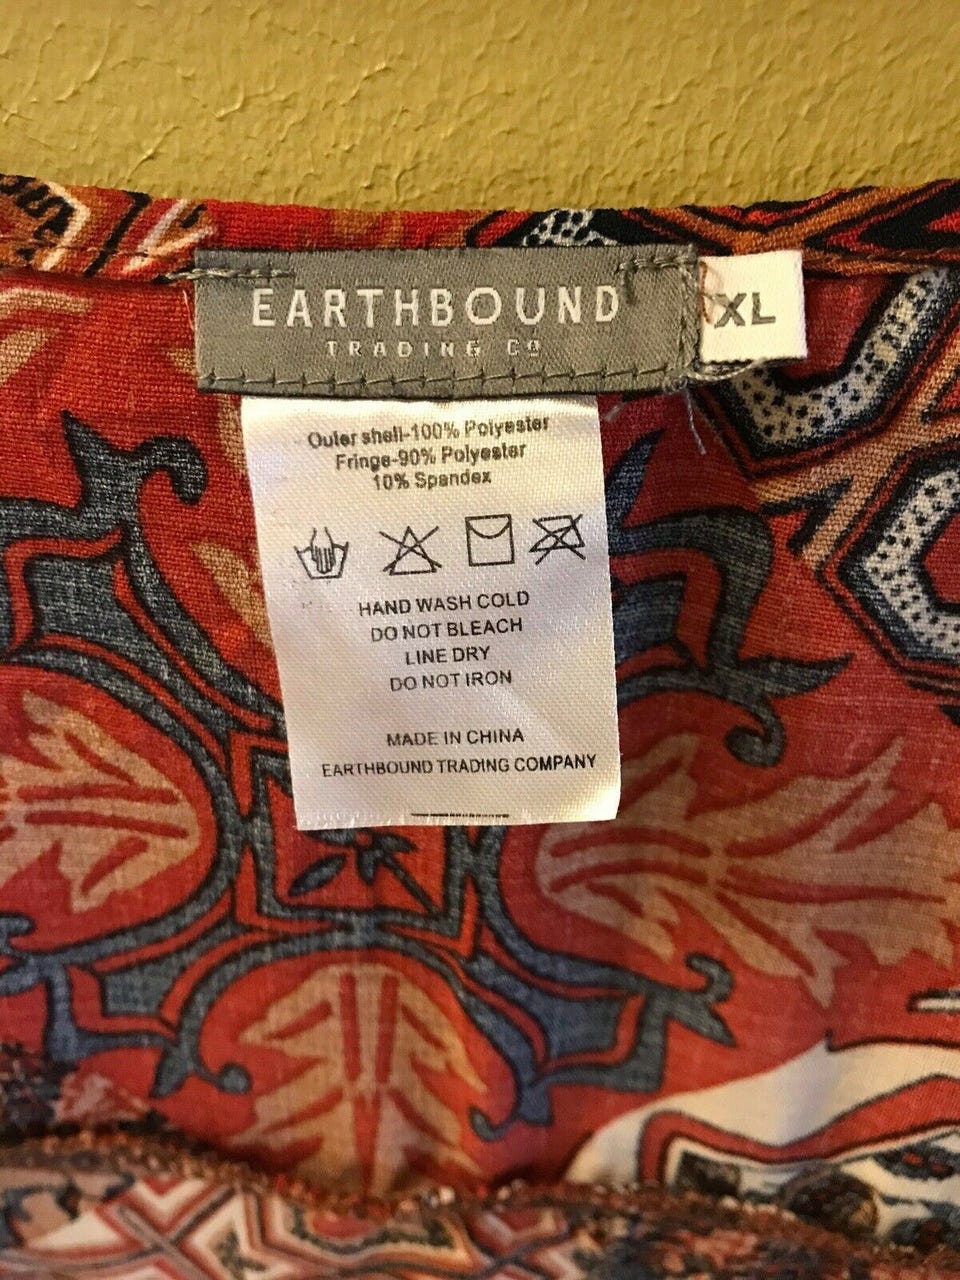 EARTHBOUND
TRADING CO
XL
Outer shell-100% Polyester
Fringe-90% Polyester
10% Spandex
HAND WASH COLD
DO NOT BLEACH
LINE DRY
DO NOT IRON
MADE IN CHINA
EARTHBOUND TRADING COMPANY